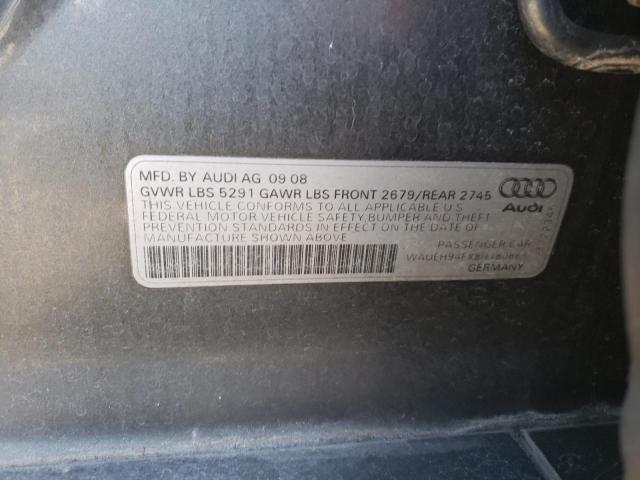 MFD. BY AUDI AG 09 08
GVWR LBS 5291 GAWR LBS FRONT 2679/REAR 2745
THIS VEHICLE CONFORMS TO ALL APPLICABLE U.S.
FEDERAL MOTOR VEHICLE SAFETY, BUMPER AND THEFT
PREVENTION STANDARDS IN EFFECT ON THE DATE OF
MANUFACTURE SHOWN ABOVE
Audi
PASSENGER CAR
GERMANY